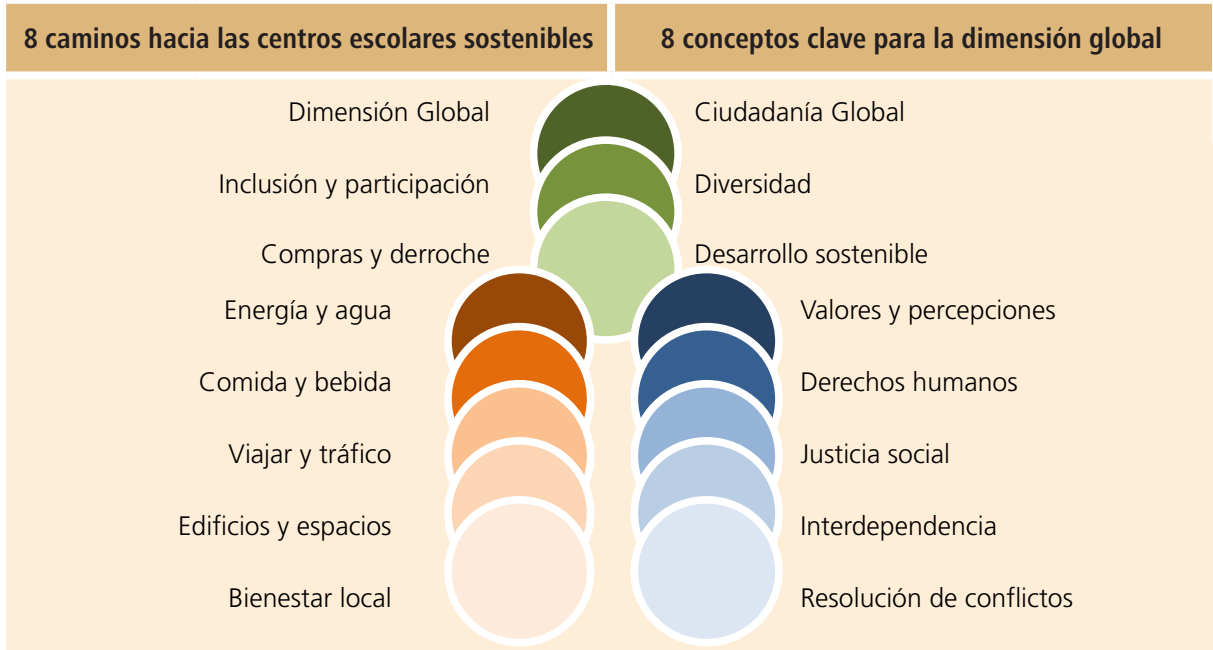 8 caminos hacia las centros escolares sostenibles
8 conceptos clave para la dimensión global
Dimensión Global
Ciudadanía Global
Inclusión y participación
Diversidad
Compras y derroche
Desarrollo sostenible
Energía y agua
Valores y percepciones
Comida y bebida
Derechos humanos
Viajar y tráfico
Justicia social
Edificios y espacios
Interdependencia
Bienestar local
Resolución de conflictos